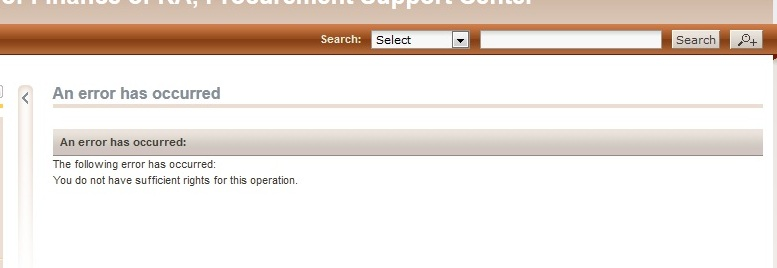 of Finance of RA, Procurement Support Center
Search: Select Search
An error has occurred
An error has occurred:
The following error has occurred:
You do not have sufficient rights for this operation.